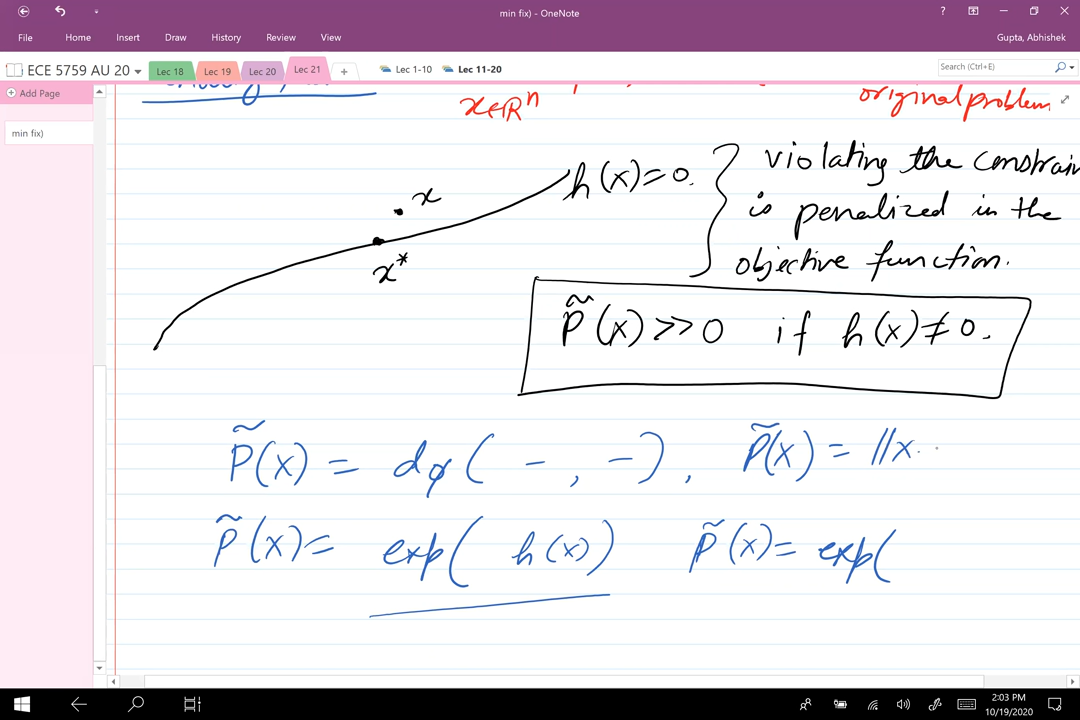 min fix) - OneNote
?
File Home Insert Draw History Review View Gupta, Abhishek
ECE 5759 AU 20 Lec 18 Lec 19 Lec 20 Lec 21 + Lec 1-10 Lec 11-20 Search (Ctrl+E)
Add Page
min fix)
x∈ℝⁿ original problem
h(x)=0. } violating the constrain
x is penalized in the
x* objective function.
P̃̃(x) >> 0 if h(x) ≠ 0.
P̃(x) = dφ( – , – ), P̃(x) = ||x
P̃(x) = exp( h(x)) P̃(x) = exp(
2:03 PM
10/19/2020